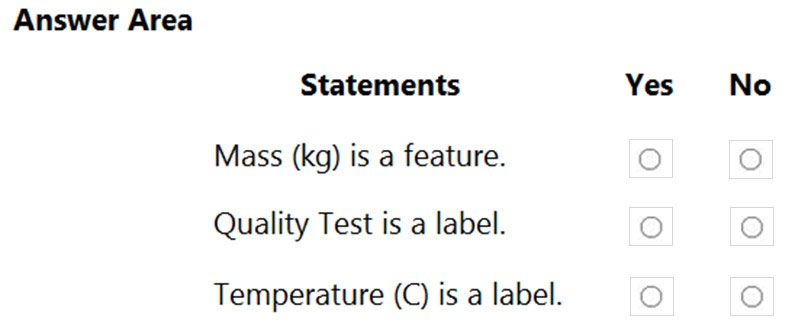 Answer Area
Statements Yes No
Mass (kg) is a feature.
Quality Test is a label.
Temperature (C) is a label.